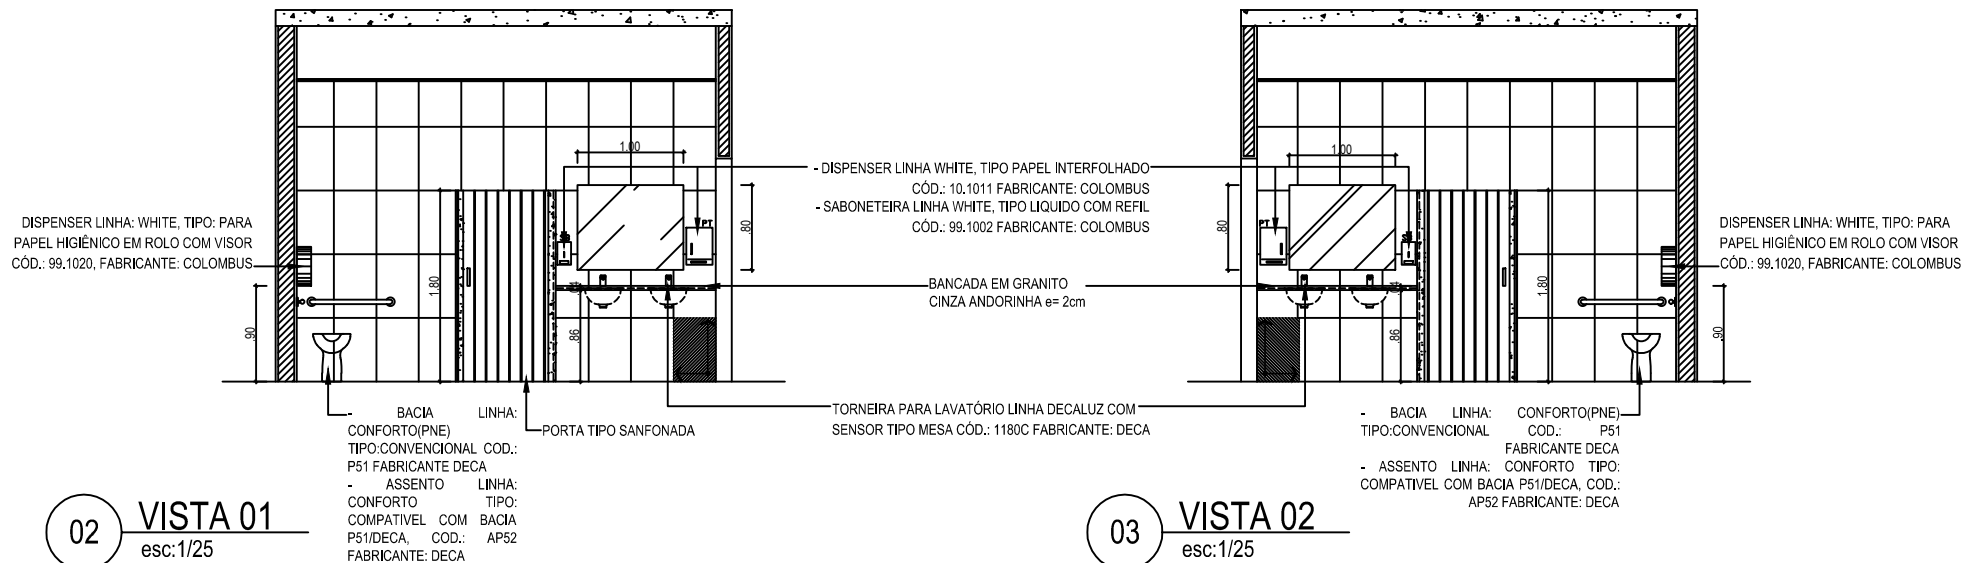 1.00
- DISPENSER LINHA WHITE, TIPO PAPEL INTERFOLHADO
CÓD.: 10.1011 FABRICANTE: COLOMBUS
- SABONETEIRA LINHA WHITE, TIPO LIQUIDO COM REFIL
CÓD.: 99.1002 FABRICANTE: COLOMBUS
1.00
DISPENSER LINHA: WHITE, TIPO: PARA
PAPEL HIGIÊNICO EM ROLO COM VISOR
CÓD.: 99.1020, FABRICANTE: COLOMBUS
PT
.80
.80
PT
DISPENSER LINHA: WHITE, TIPO: PARA
PAPEL HIGIÊNICO EM ROLO COM VISOR
CÓD.: 99.1020, FABRICANTE: COLOMBUS
1.80
.04
BANCADA EM GRANITO
CINZA ANDORINHA e= 2cm
.04
1.80
.90
.86
.86
.90
- BACIA LINHA:
CONFORTO(PNE)
TIPO:CONVENCIONAL COD.:
P51 FABRICANTE DECA
- ASSENTO LINHA:
CONFORTO TIPO:
COMPATIVEL COM BACIA
P51/DECA, COD.: AP52
FABRICANTE: DECA
PORTA TIPO SANFONADA
TORNEIRA PARA LAVATÓRIO LINHA DECALUZ COM
SENSOR TIPO MESA CÓD.: 1180C FABRICANTE: DECA
- BACIA LINHA: CONFORTO(PNE)
TIPO:CONVENCIONAL COD.: P51
FABRICANTE DECA
- ASSENTO LINHA: CONFORTO TIPO:
COMPATIVEL COM BACIA P51/DECA, COD.:
AP52 FABRICANTE: DECA
02 VISTA 01
esc:1/25
03 VISTA 02
esc:1/25